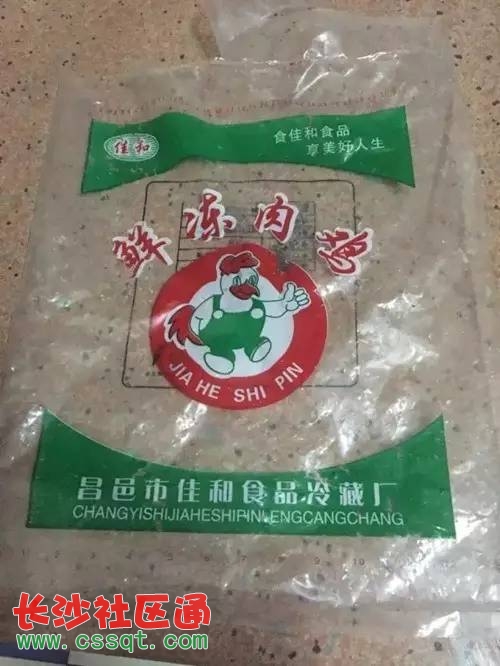 佳和
食佳和食品
享美好人生
鲜冻肉鸡
JIA HE SHI PIN
昌邑市佳和食品冷藏厂
CHANGYISHIJIAHESHIPINLENGCANGCHANG
长沙社区通
www.cssqt.com